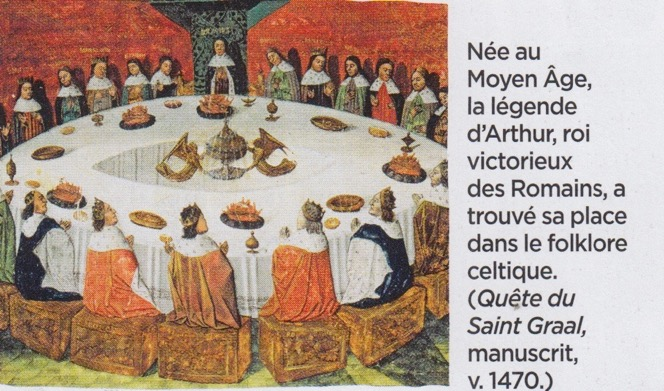 Née au
Moyen Âge,
la légende
d'Arthur, roi
victorieux
des Romains, a
trouvé sa place
dans le folklore
celtique.
(Quête du
Saint Graal,
manuscrit,
v. 1470.)